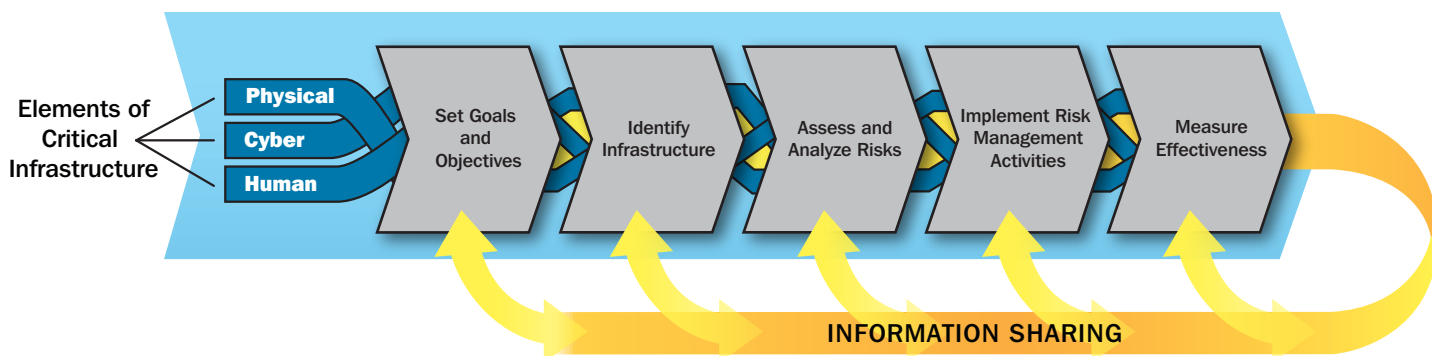 Elements of
Critical
Infrastructure
Physical
Cyber
Human
Set Goals
and
Objectives
Identify
Infrastructure
Assess and
Analyze Risks
Implement Risk
Management
Activities
Measure
Effectiveness
INFORMATION SHARING